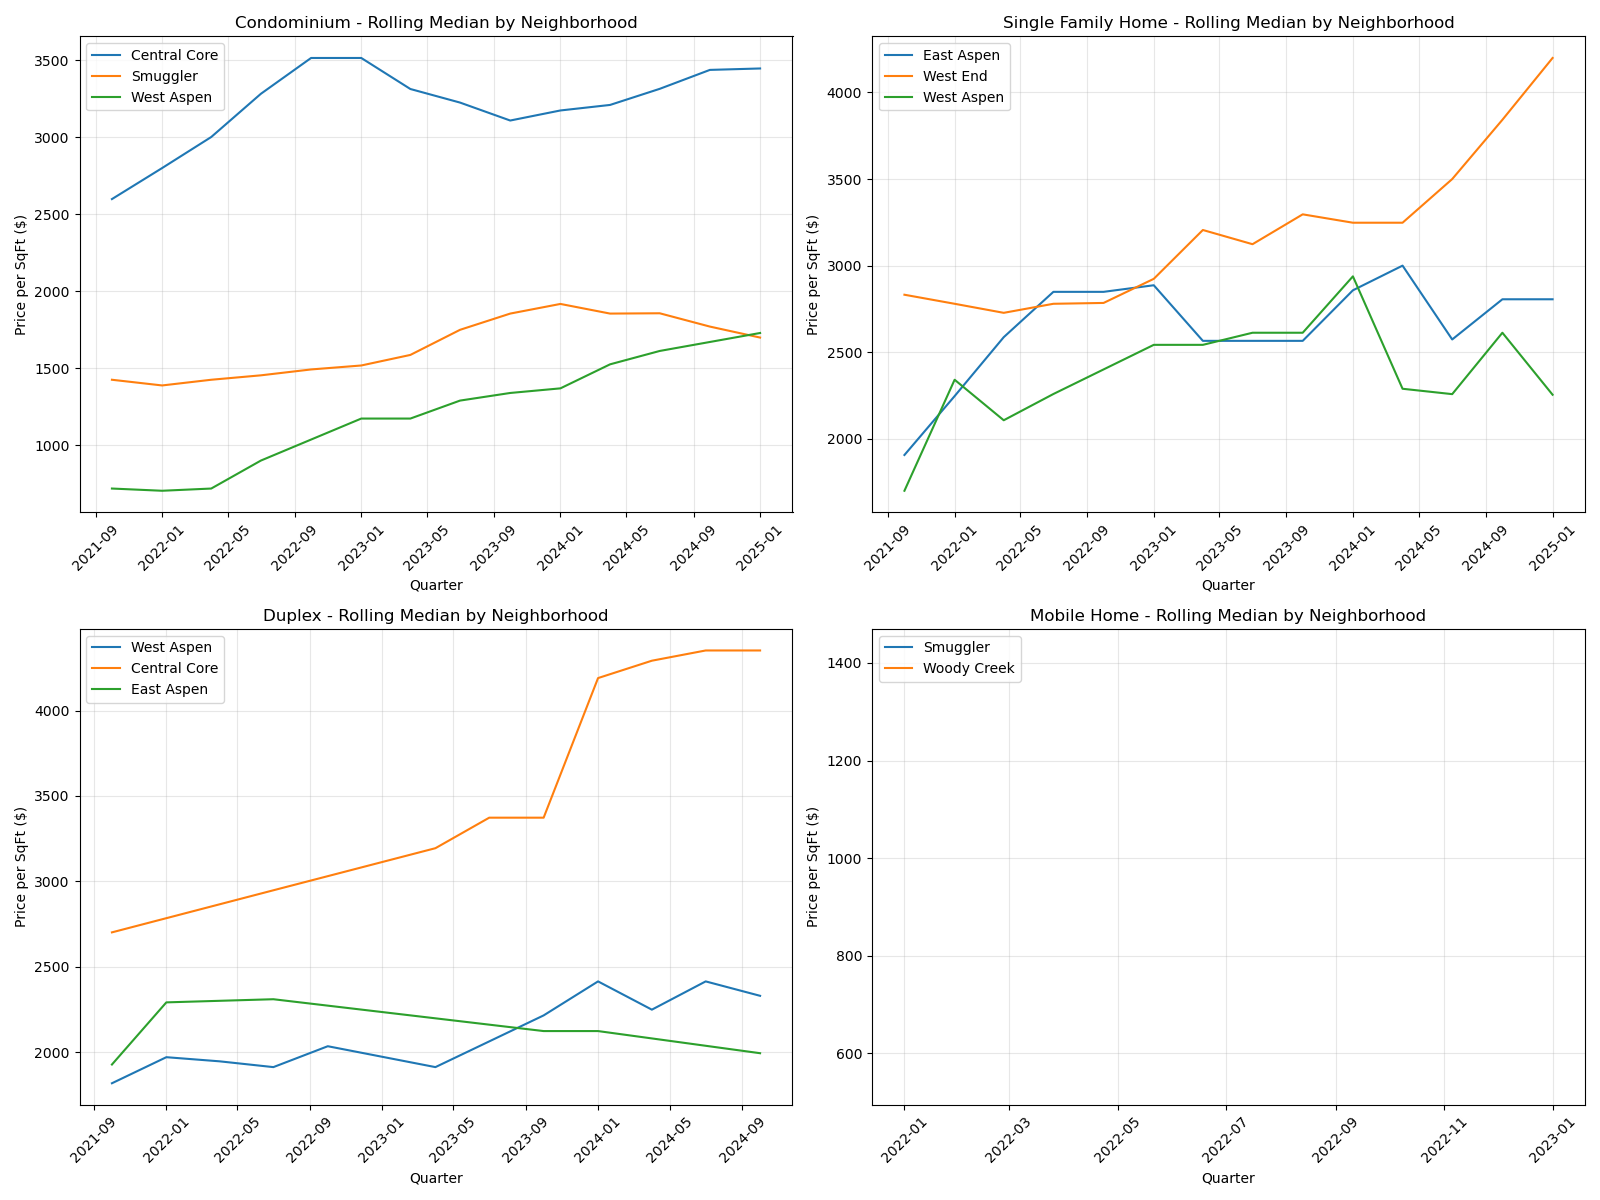 Condominium - Rolling Median by Neighborhood
Central Core
Smuggler
West Aspen
Price per SqFt ($)
3500
3000
2500
2000
1500
1000
2021-09
2022-01
2022-05
2022-09
2023-01
2023-05
2023-09
2024-01
2024-05
2024-09
2025-01
Quarter
Single Family Home - Rolling Median by Neighborhood
East Aspen
West End
West Aspen
Price per SqFt ($)
4000
3500
3000
2500
2000
2021-09
2022-01
2022-05
2022-09
2023-01
2023-05
2023-09
2024-01
2024-05
2024-09
2025-01
Quarter
Duplex - Rolling Median by Neighborhood
West Aspen
Central Core
East Aspen
Price per SqFt ($)
4000
3500
3000
2500
2000
2021-09
2022-01
2022-05
2022-09
2023-01
2023-05
2023-09
2024-01
2024-05
2024-09
Quarter
Mobile Home - Rolling Median by Neighborhood
Smuggler
Woody Creek
Price per SqFt ($)
1400
1200
1000
800
600
2022-01
2022-03
2022-05
2022-07
2022-09
2022-11
2023-01
Quarter